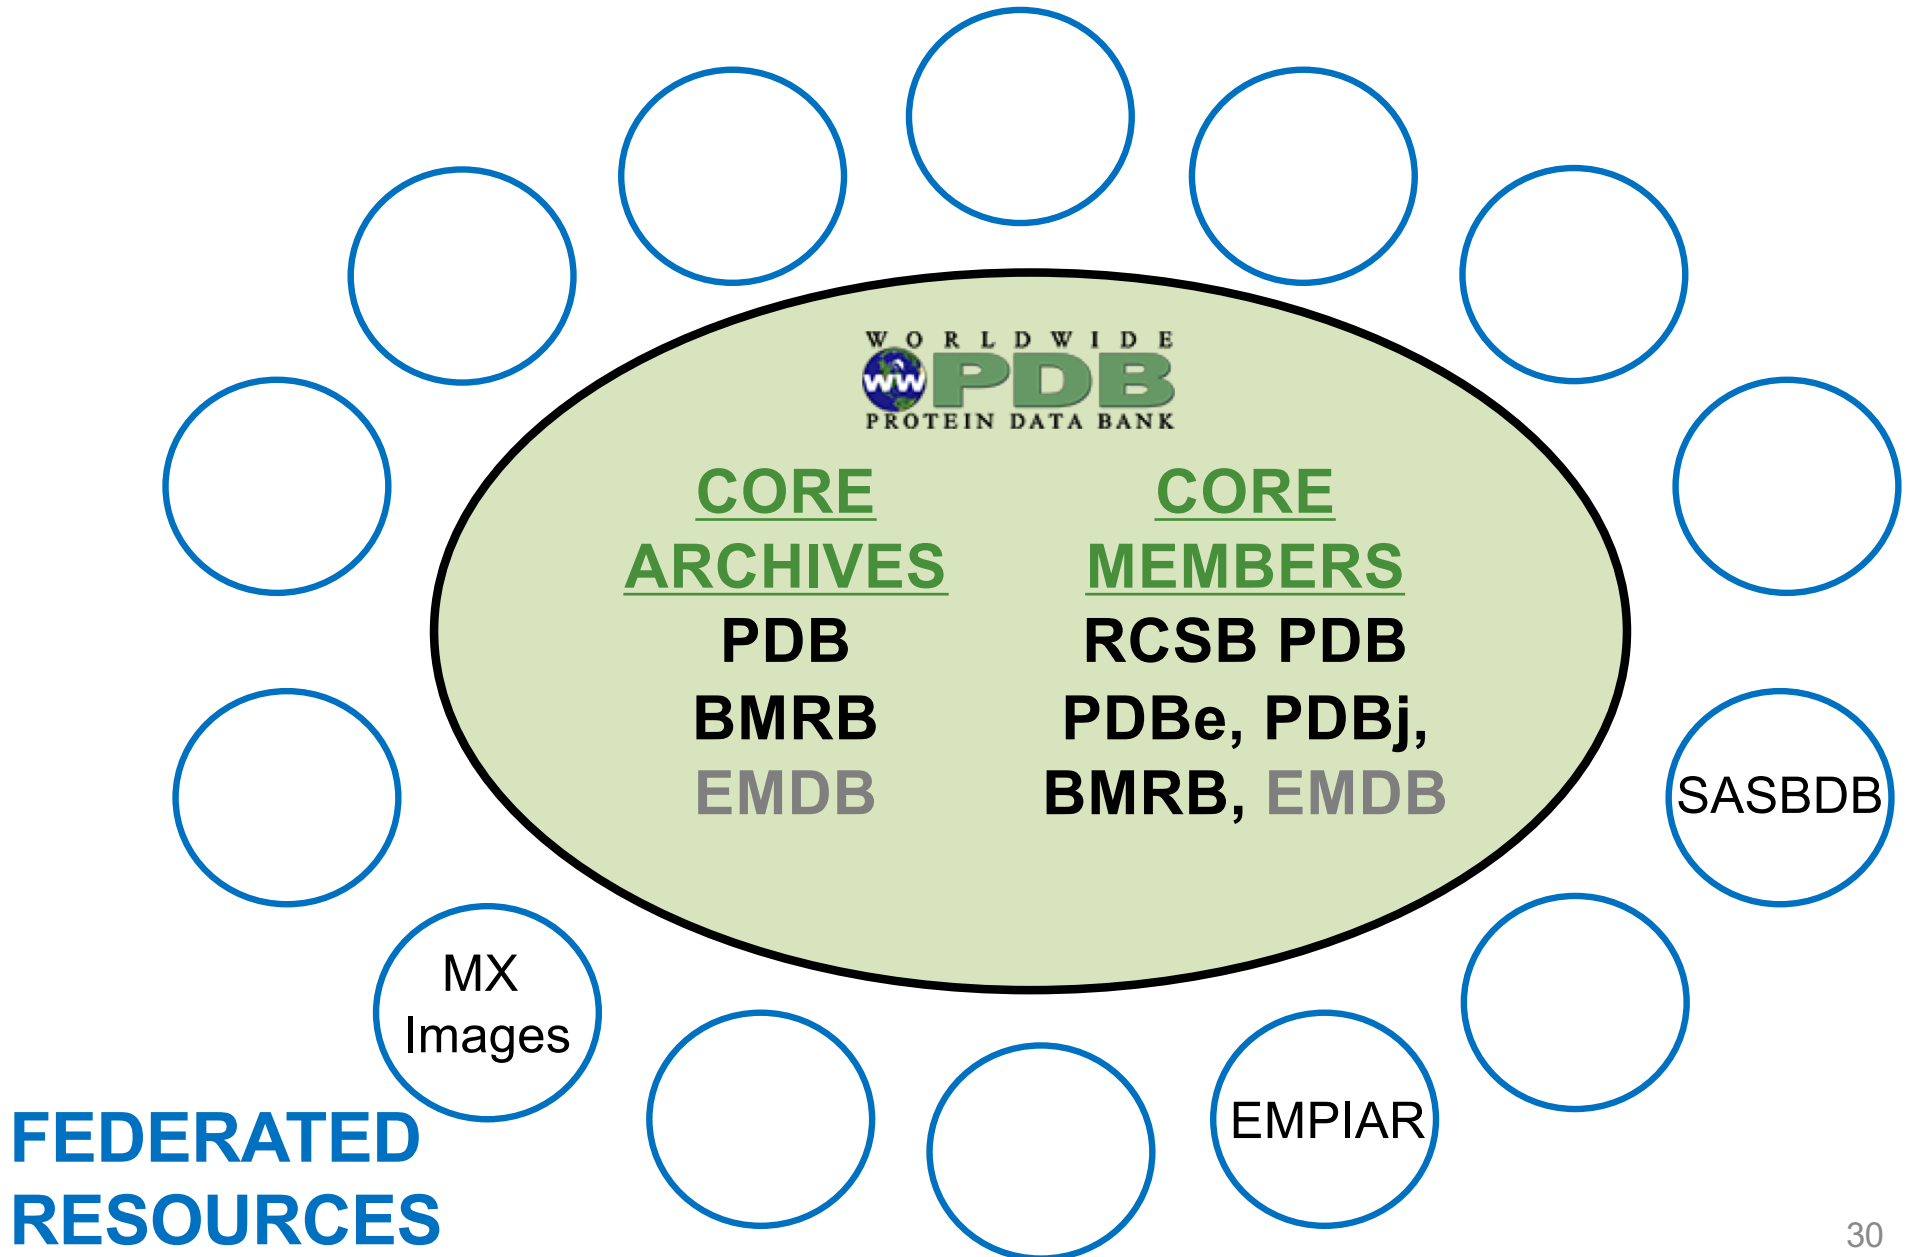 WORLDWIDE
ww PDB
PROTEIN DATA BANK
CORE
ARCHIVES
PDB
BMRB
EMDB
CORE
MEMBERS
RCSB PDB
PDBe, PDBj,
BMRB, EMDB
SASBDB
MX
Images
EMPIAR
FEDERATED
RESOURCES
30